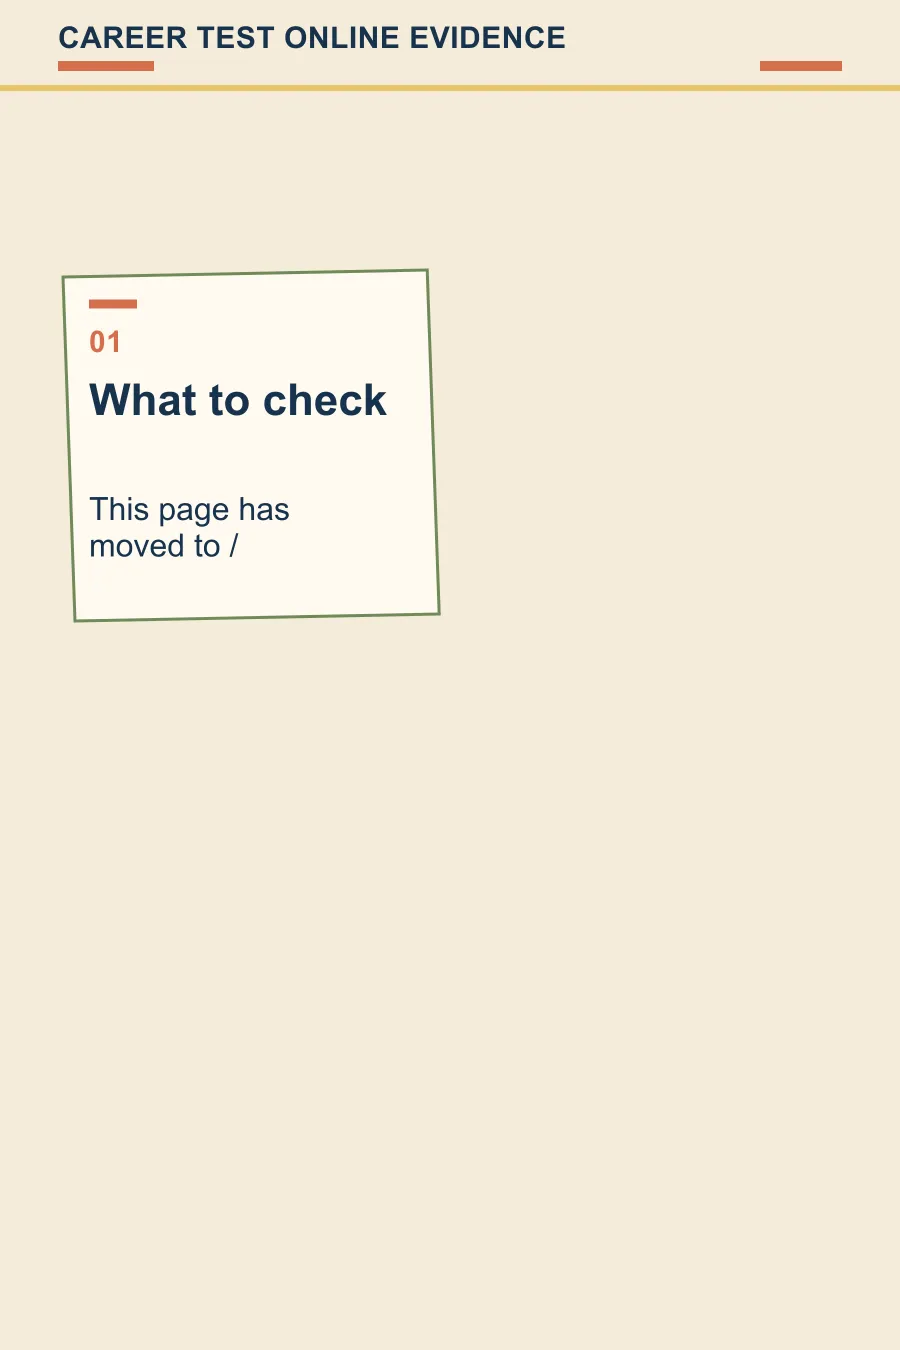 CAREER TEST ONLINE EVIDENCE
01
What to check
This page has
moved to /